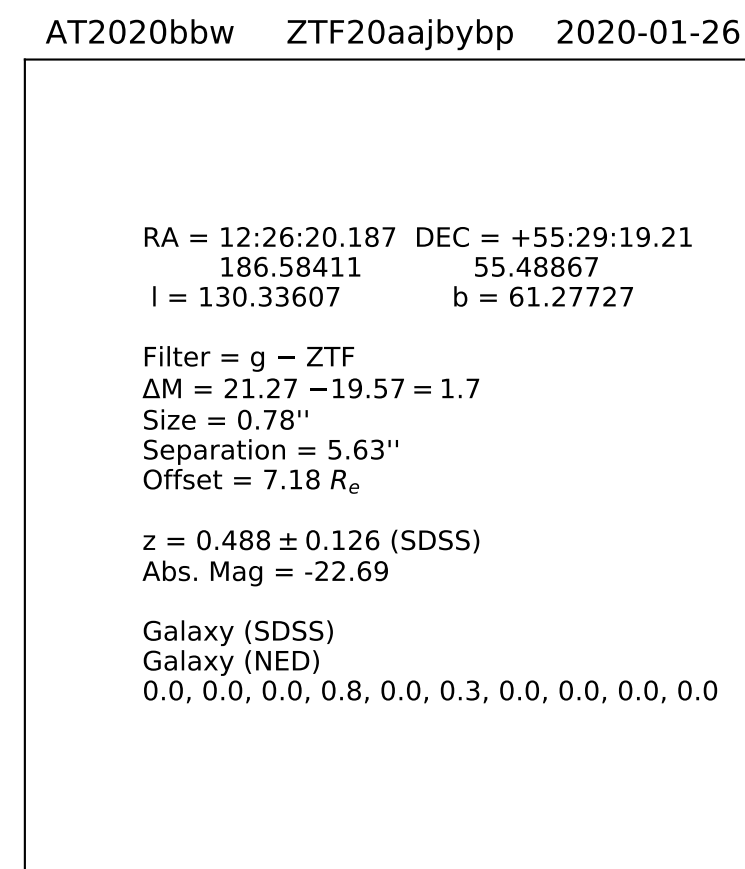 AT2020bbw ZTF20aajbybp 2020-01-26
RA = 12:26:20.187 DEC = +55:29:19.21
186.58411 55.48867
l = 130.33607 b = 61.27727
Filter = g − ZTF
ΔM = 21.27 −19.57 = 1.7
Size = 0.78''
Separation = 5.63''
Offset = 7.18 Re
z = 0.488 ± 0.126 (SDSS)
Abs. Mag = -22.69
Galaxy (SDSS)
Galaxy (NED)
0.0, 0.0, 0.0, 0.8, 0.0, 0.3, 0.0, 0.0, 0.0, 0.0